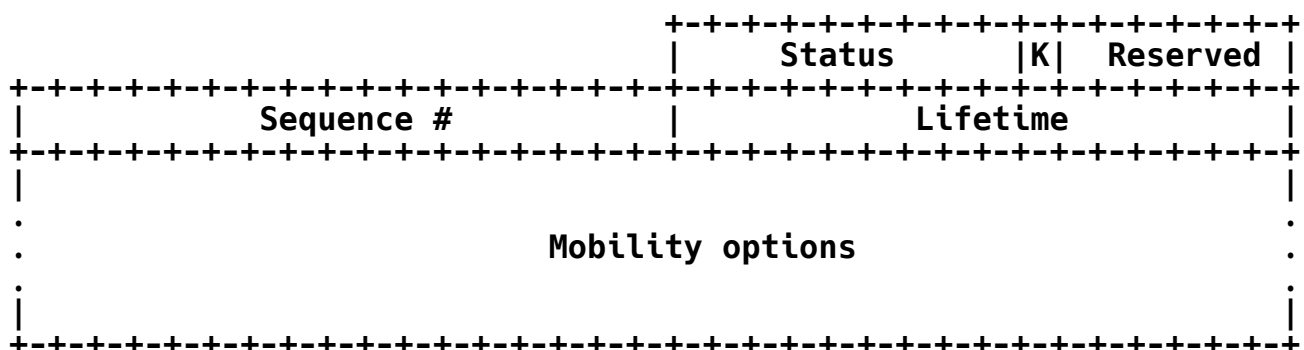 +-+-+-+-+-+-+-+-+-+-+-+-+-+-+-+-+
|     Status      |K|  Reserved |
+-+-+-+-+-+-+-+-+-+-+-+-+-+-+-+-+-+-+-+-+-+-+-+-+-+-+-+-+-+-+-+-+-+
|            Sequence #           |            Lifetime           |
+-+-+-+-+-+-+-+-+-+-+-+-+-+-+-+-+-+-+-+-+-+-+-+-+-+-+-+-+-+-+-+-+-+
|                                                                 |
.                                                                 .
.                           Mobility options                      .
.                                                                 .
|                                                                 |
+-+-+-+-+-+-+-+-+-+-+-+-+-+-+-+-+-+-+-+-+-+-+-+-+-+-+-+-+-+-+-+-+-+